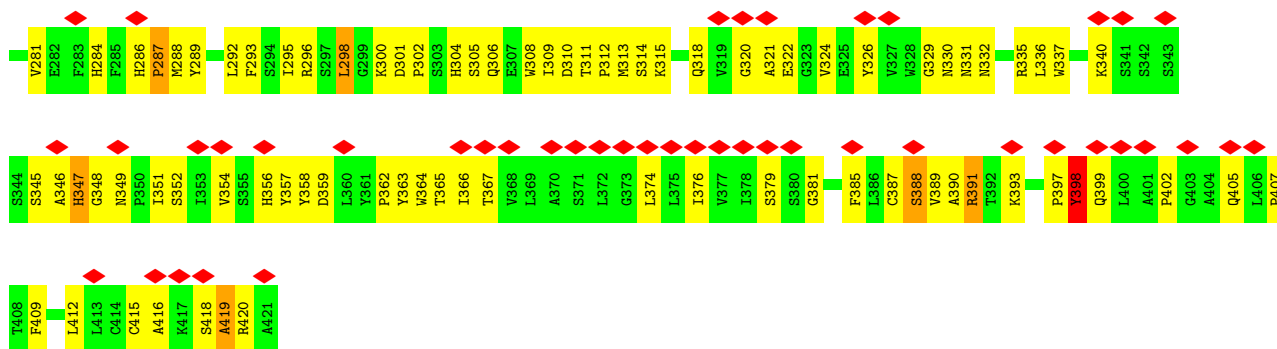 V281 E282 F283 H284 F285 H286 P287 M288 Y289 L292 F293 S294 I295 R296 S297 L298 G299 K300 D301 P302 S303 H304 S305 Q306 E307 W308 I309 D310 T311 P312 M313 S314 K315 Q318 V319 G320 A321 E322 G323 V324 E325 Y326 V327 W328 G329 N330 N331 N332 R335 L336 W337 K340 S341 S342 S343
S344 S345 A346 H347 G348 N349 P350 I351 S352 I353 V354 S355 H356 Y357 Y358 D359 L360 Y361 P362 Y363 W364 T365 I366 T367 V368 L369 A370 S371 L372 G373 L374 L375 I376 V377 I378 S379 S380 G381 F385 L386 C387 S388 V389 A390 R391 T392 K393 P397 Y398 Q399 L400 A401 P402 G403 A404 Q405 L406 P407
T408 F409 L412 L413 C414 C415 A416 K417 S418 A419 R420 A421